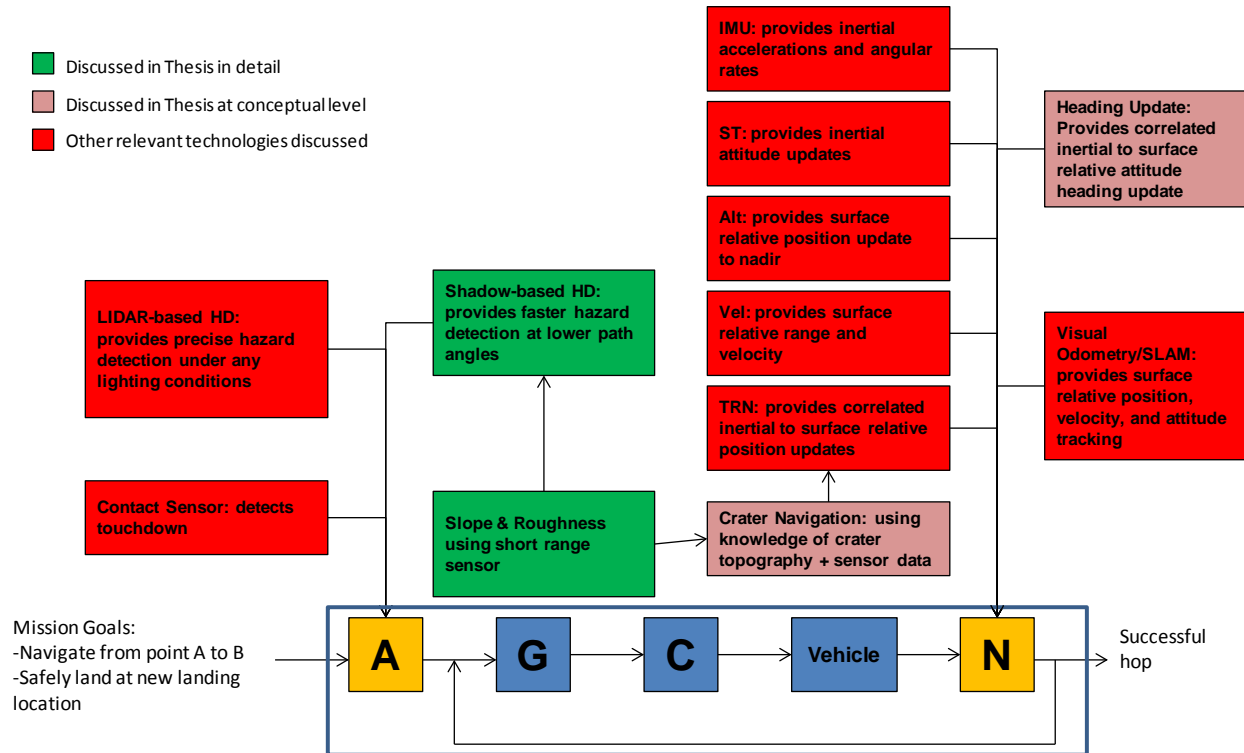 Discussed in Thesis in detail
Discussed in Thesis at conceptual level
Other relevant technologies discussed
IMU: provides inertial
accelerations and angular
rates
ST: provides inertial
attitude updates
Alt: provides surface
relative position update
to nadir
Vel: provides surface
relative range and
velocity
TRN: provides correlated
inertial to surface relative
position updates
Heading Update:
Provides correlated
inertial to surface
relative attitude
heading update
Visual
Odometry/SLAM:
provides surface
relative position,
velocity, and attitude
tracking
LIDAR-based HD:
provides precise hazard
detection under any
lighting conditions
Shadow-based HD:
provides faster hazard
detection at lower path
angles
Contact Sensor: detects
touchdown
Slope & Roughness
using short range
sensor
Crater Navigation: using
knowledge of crater
topography + sensor data
Mission Goals:
-Navigate from point A to B
-Safely land at new landing
location
A
G
C
Vehicle
N
Successful
hop